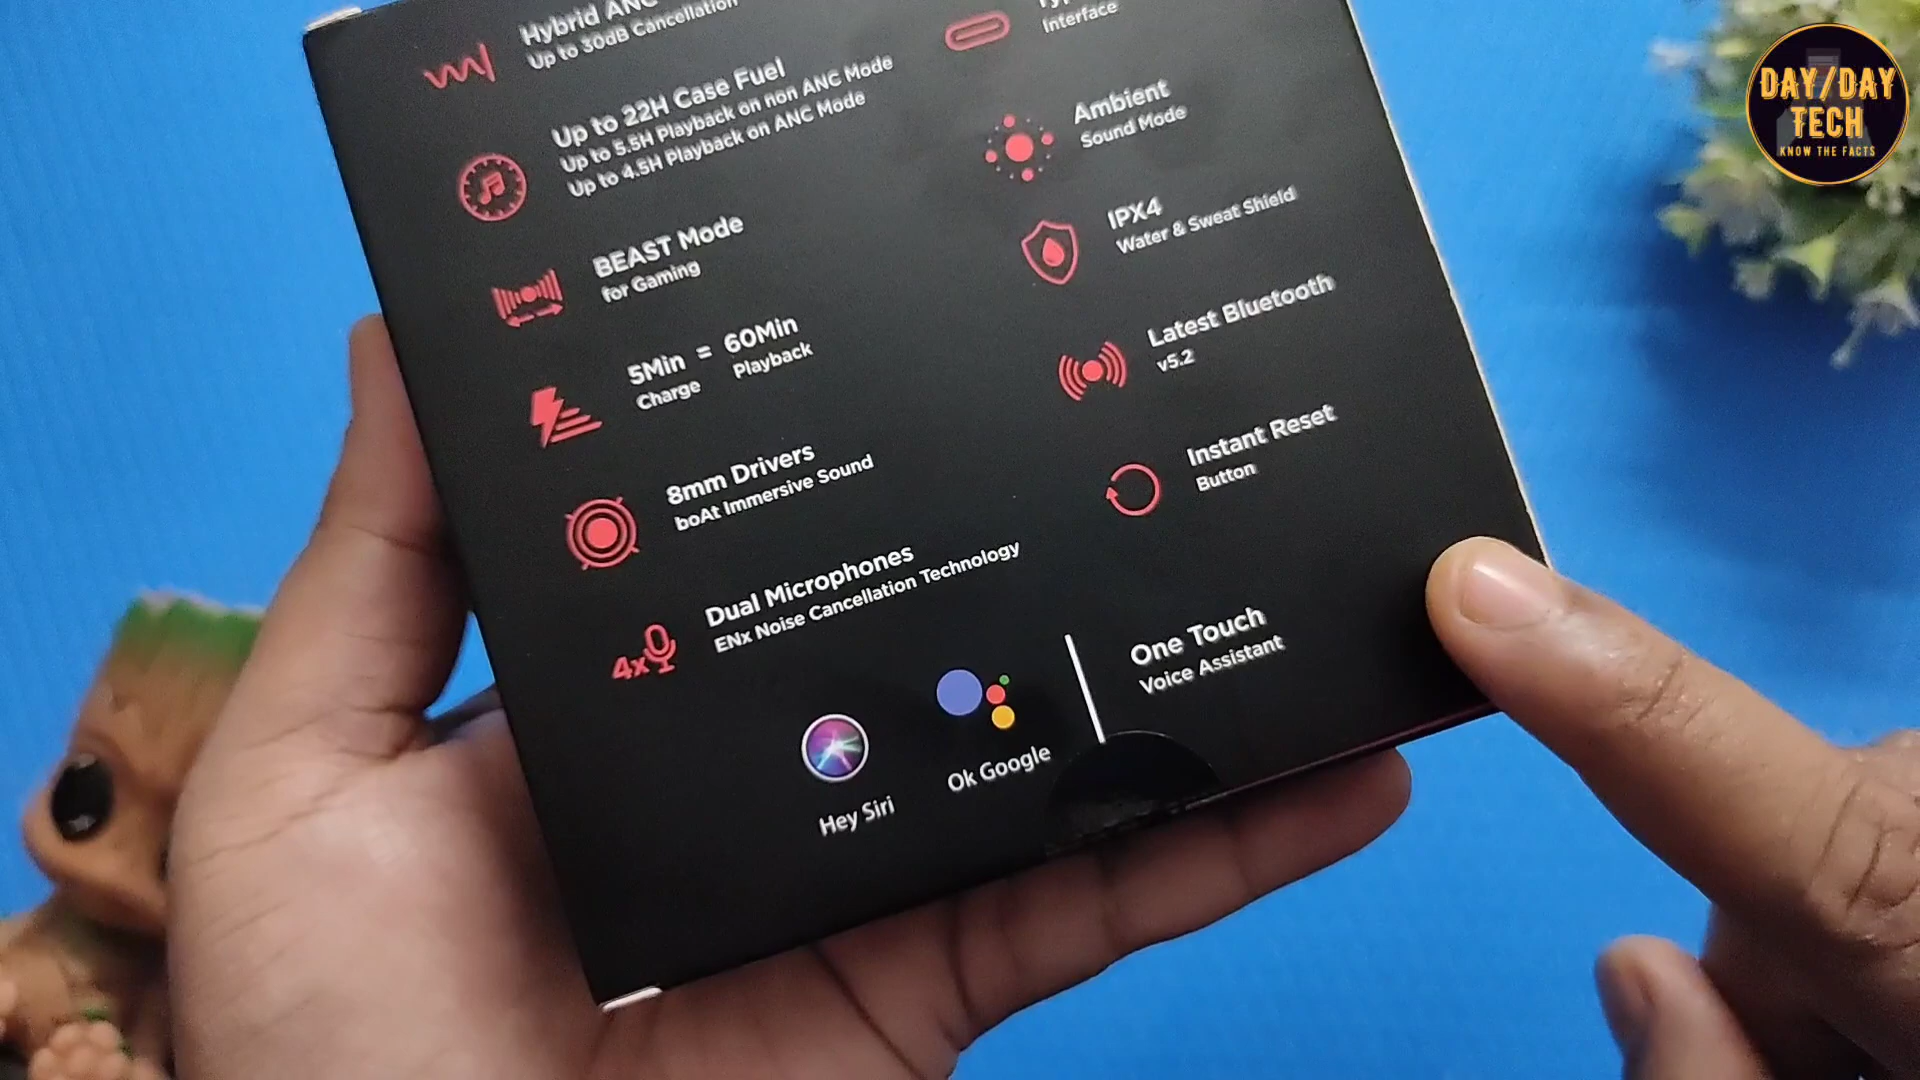 Hybrid ANC
Up to 30dB Cancellation
Up to 22H Case Fuel
Up to 5.5H Playback on non ANC Mode
Up to 4.5H Playback on ANC Mode
BEAST Mode
for Gaming
5Min = 60Min
Charge Playback
8mm Drivers
boAt Immersive Sound
4x
Dual Microphones
ENx Noise Cancellation Technology
Interface
Ambient
Sound Mode
IPX4
Water & Sweat Shield
Latest Bluetooth
v5.2
Instant Reset
Button
Hey Siri
Ok Google
One Touch
Voice Assistant
DAY/DAY
TECH
KNOW THE FACTS